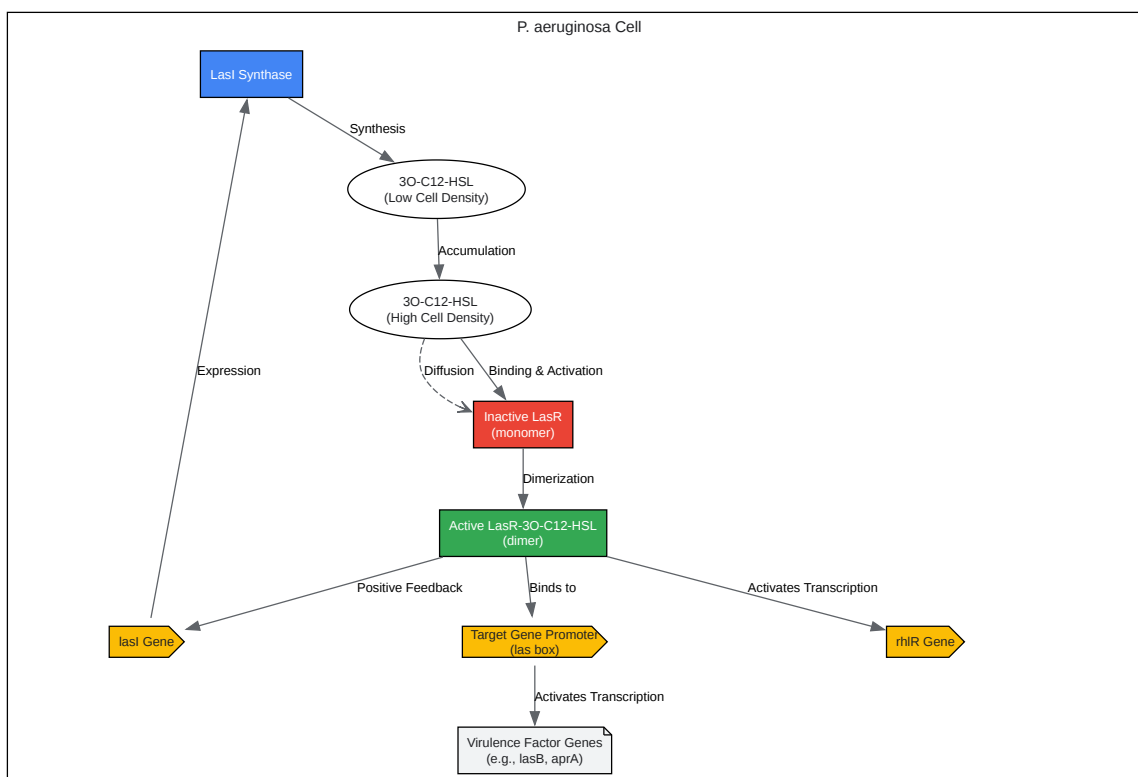 P. aeruginosa Cell
LasI Synthase
Synthesis
3O-C12-HSL
(Low Cell Density)
Accumulation
3O-C12-HSL
(High Cell Density)
Expression
Diffusion
Binding & Activation
Inactive LasR
(monomer)
Dimerization
Active LasR-3O-C12-HSL
(dimer)
Positive Feedback
Binds to
Activates Transcription
lasI Gene
Target Gene Promoter
(las box)
rhlR Gene
Activates Transcription
Virulence Factor Genes
(e.g., lasB, aprA)